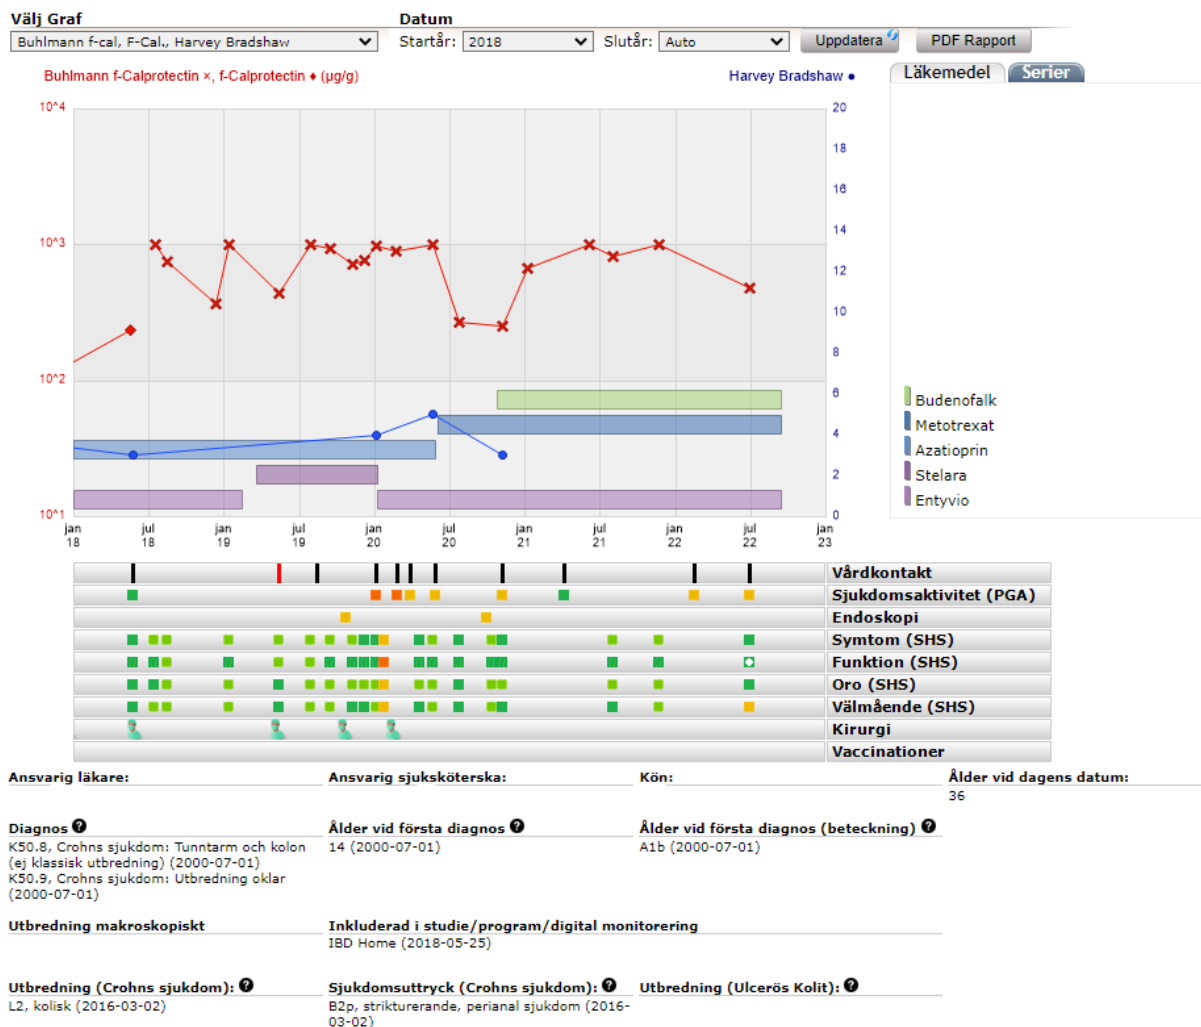 Välj Graf
Datum
Buhlmann f-cal, F-Cal., Harvey Bradshaw
Startår: 2018
Slutår: Auto
Uppdatera
PDF Rapport
Buhlmann f-Calprotectin ×, f-Calprotectin ♦ (µg/g)
Harvey Bradshaw ●
Läkemedel
Serier
10^4
20
18
16
10^3
14
12
10
10^2
8
6
4
2
10^1
0
jan 18
jul 18
jan 19
jul 19
jan 20
jul 20
jan 21
jul 21
jan 22
jul 22
jan 23
Budenofalk
Metotrexat
Azatioprin
Stelara
Entyvio
Vårdkontakt
Sjukdomsaktivitet (PGA)
Endoskopi
Symtom (SHS)
Funktion (SHS)
Oro (SHS)
Välmående (SHS)
Kirurgi
Vaccinationer
Ansvarig läkare:
Ansvarig sjuksköterska:
Kön:
Ålder vid dagens datum:
36
Diagnos ?
Ålder vid första diagnos ?
Ålder vid första diagnos (beteckning) ?
K50.8, Crohns sjukdom: Tunntarm och kolon
(ej klassisk utbredning) (2000-07-01)
K50.9, Crohns sjukdom: Utbredning oklar
(2000-07-01)
14 (2000-07-01)
A1b (2000-07-01)
Utbredning makroskopiskt
Inkluderad i studie/program/digital monitorering
IBD Home (2018-05-25)
Utbredning (Crohns sjukdom): ?
Sjukdomsuttryck (Crohns sjukdom): ?
Utbredning (Ulcerös Kolit): ?
L2, kolisk (2016-03-02)
B2p, strikturerande, perianal sjukdom (2016-
03-02)